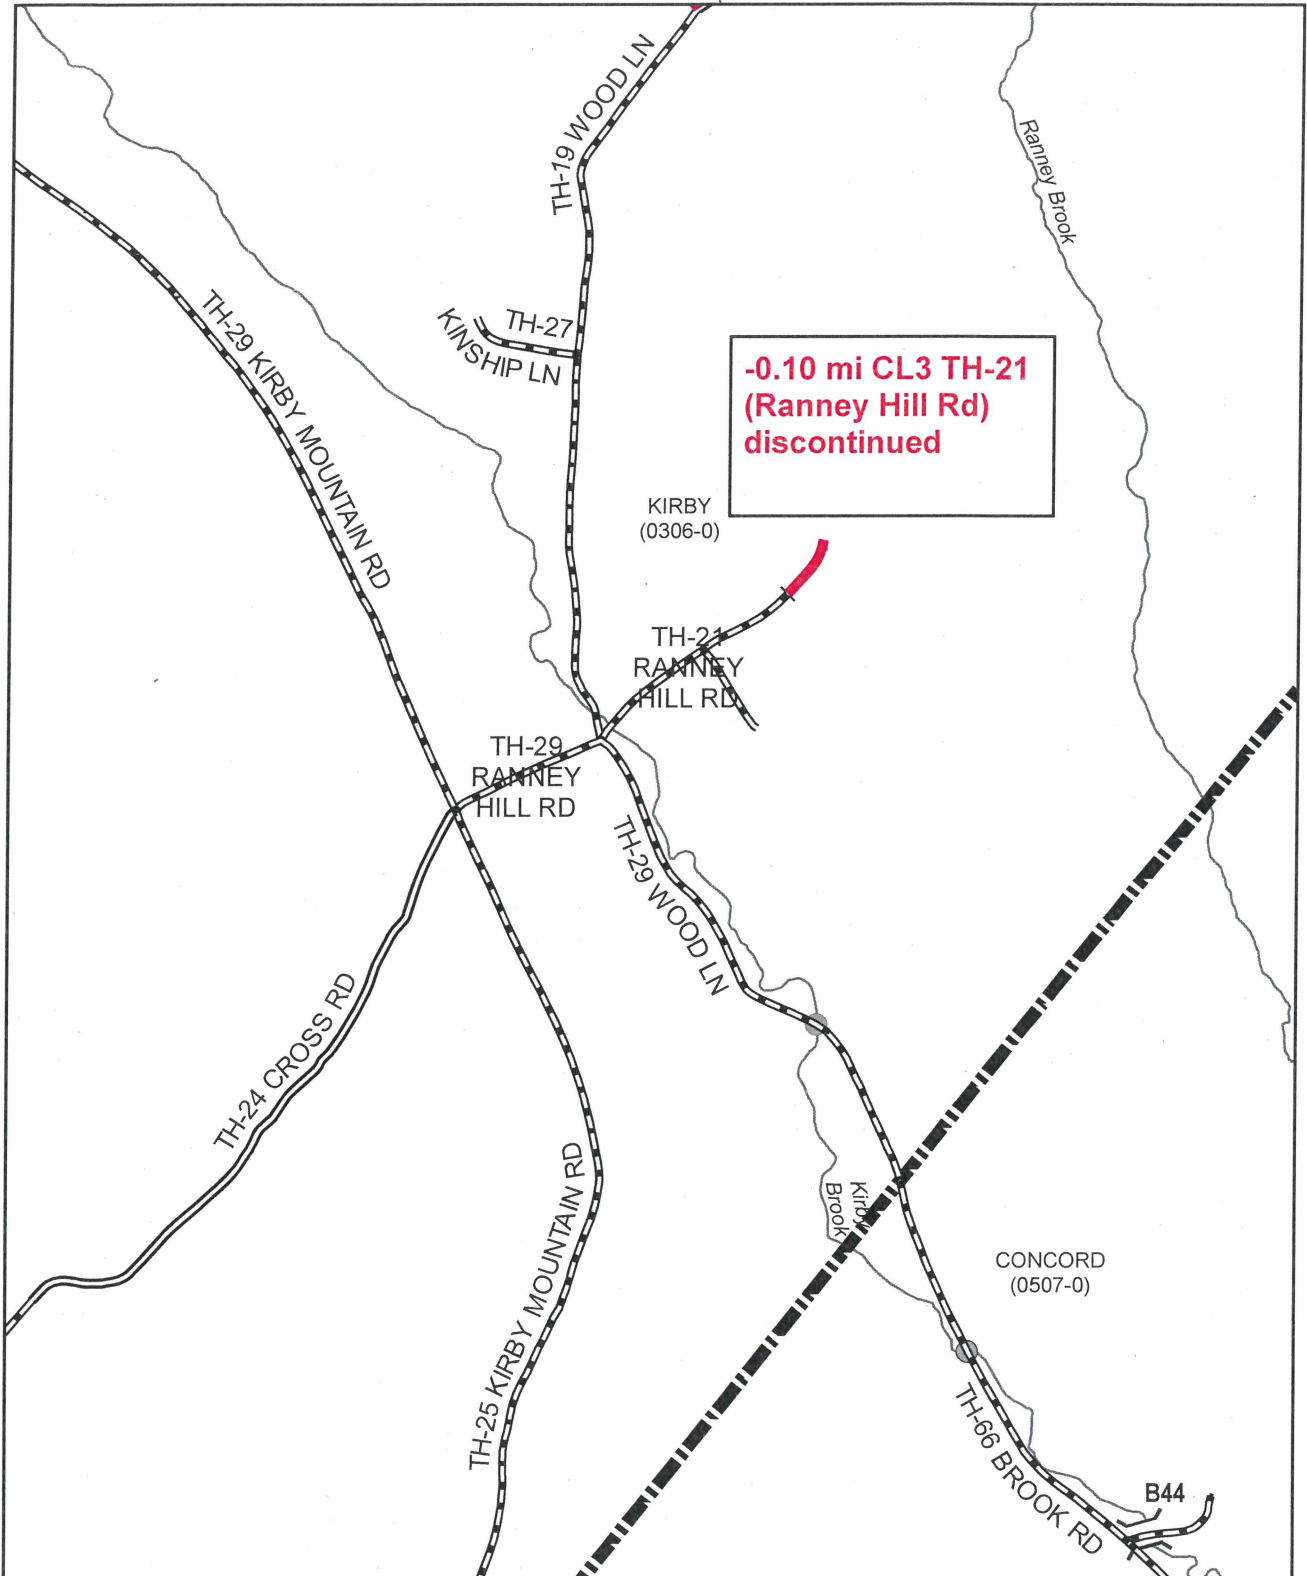 TH-19 WOOD LN
Ranney Brook
TH-29 KIRBY MOUNTAIN RD
TH-27
KINSHIP LN
-0.10 mi CL3 TH-21
(Ranney Hill Rd)
discontinued
KIRBY
(0306-0)
TH-21
RANNEY
HILL RD
TH-29
RANNEY
HILL RD
TH-29 WOOD LN
TH-24 CROSS RD
TH-25 KIRBY MOUNTAIN RD
Kirby
Brook
CONCORD
(0507-0)
TH-66 BROOK RD
B44